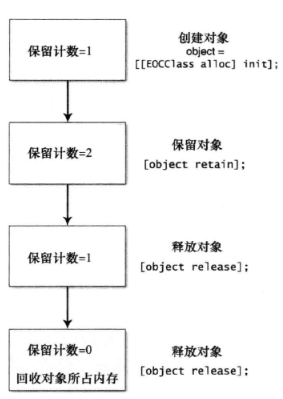 保留计数=1
创建对象
object =
[[EOCClass alloc] init];
保留计数=2
保留对象
[object retain];
保留计数=1
释放对象
[object release];
保留计数=0
回收对象所占内存
释放对象
[object release];